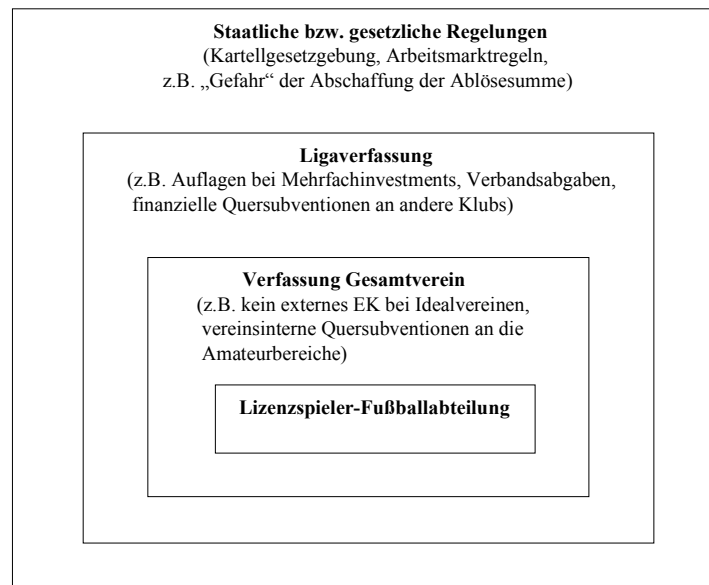 Staatliche bzw. gesetzliche Regelungen
(Kartellgesetzgebung, Arbeitsmarktregeln,
z.B. „Gefahr“ der Abschaffung der Ablösesumme)
Ligaverfassung
(z.B. Auflagen bei Mehrfachinvestments, Verbandsabgaben,
finanzielle Quersubventionen an andere Klubs)
Verfassung Gesamtverein
(z.B. kein externes EK bei Idealvereinen,
vereinsinterne Quersubventionen an die
Amateurbereiche)
Lizenzspieler-Fußballabteilung